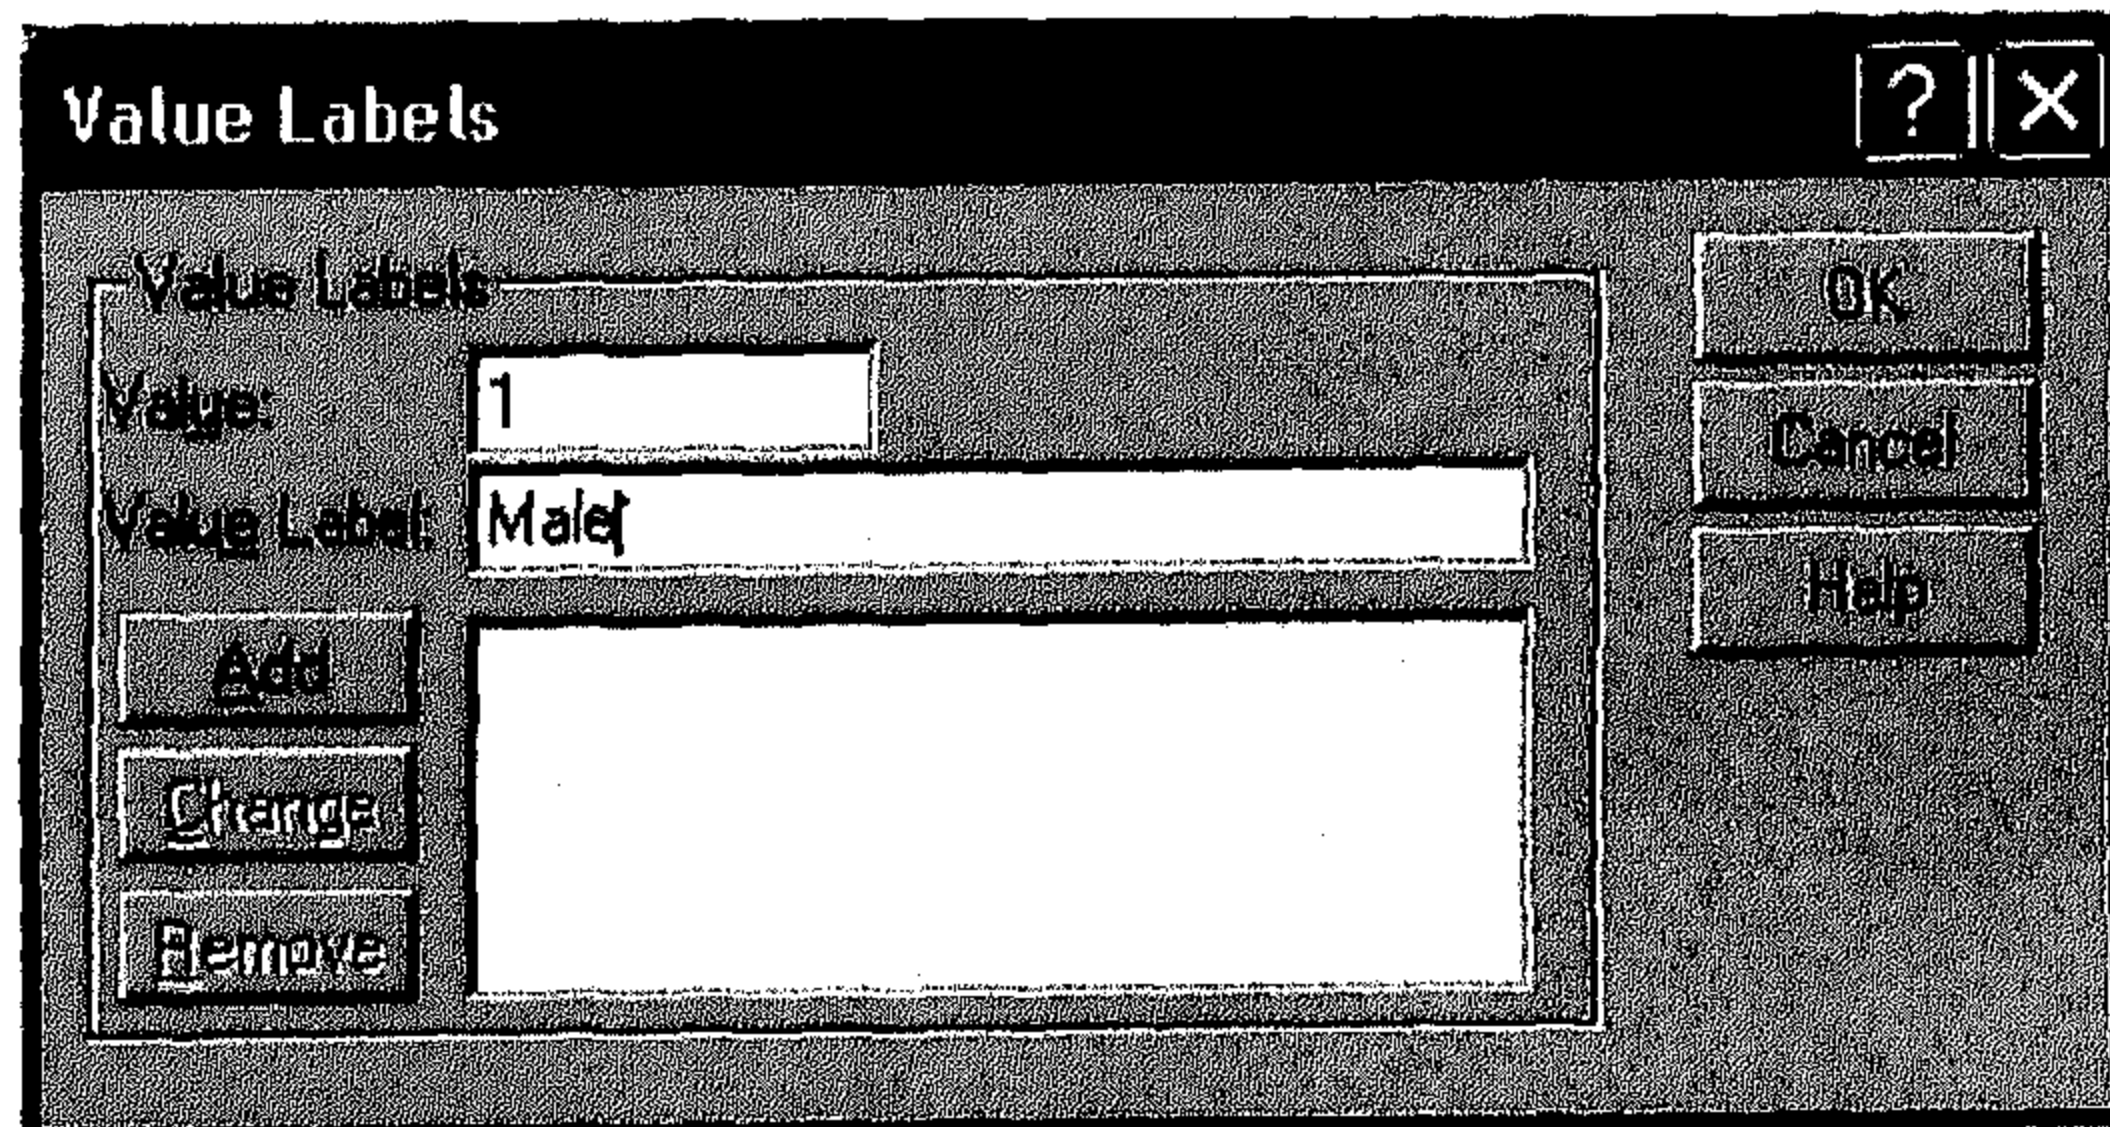 Value Labels
? X
Value Labels
Value: 1
Value Label: Male
Add
Change
Remove
OK
Cancel
Help